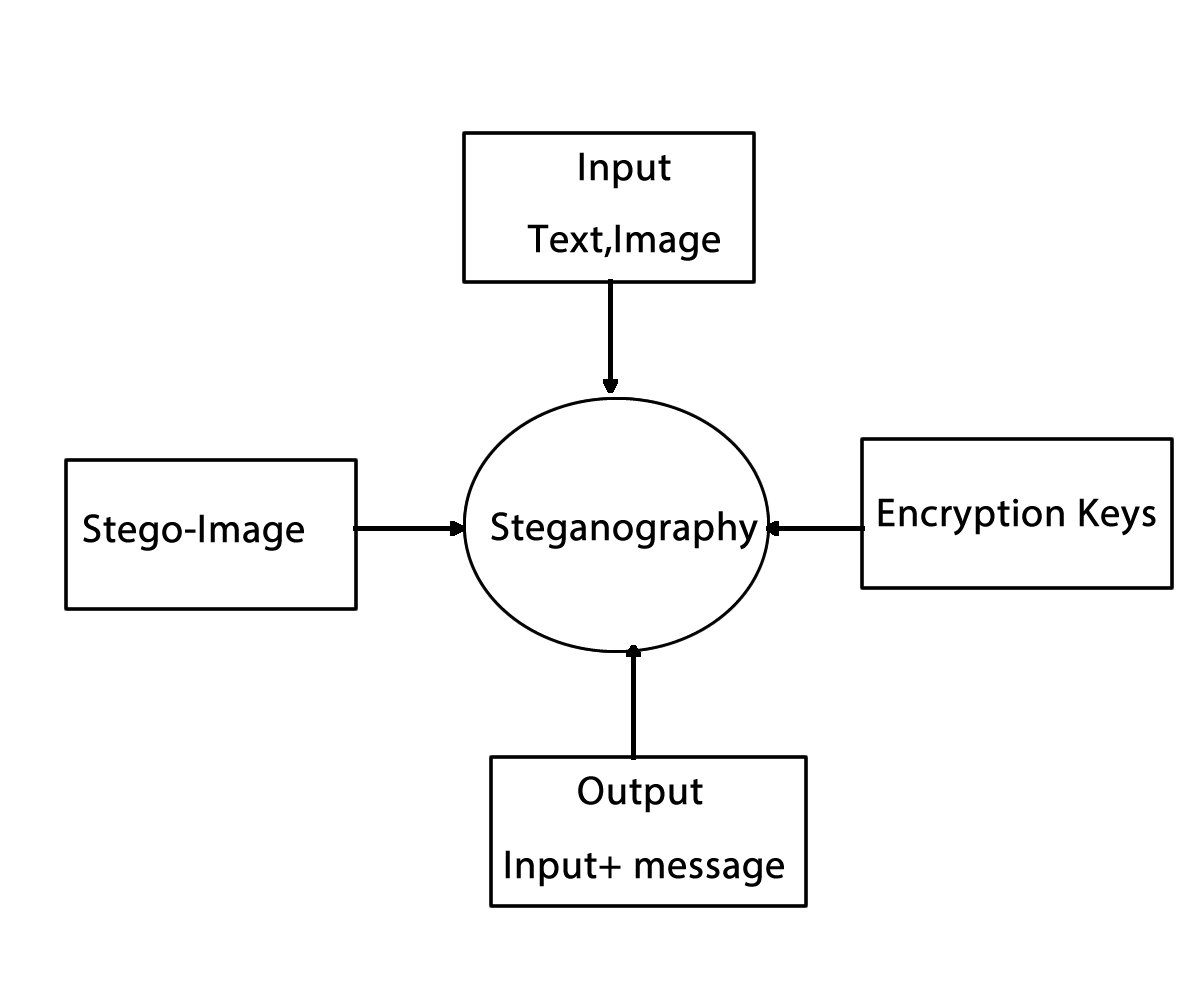 Input
Text,Image
Stego-Image
Steganography
Encryption Keys
Output
Input+ message